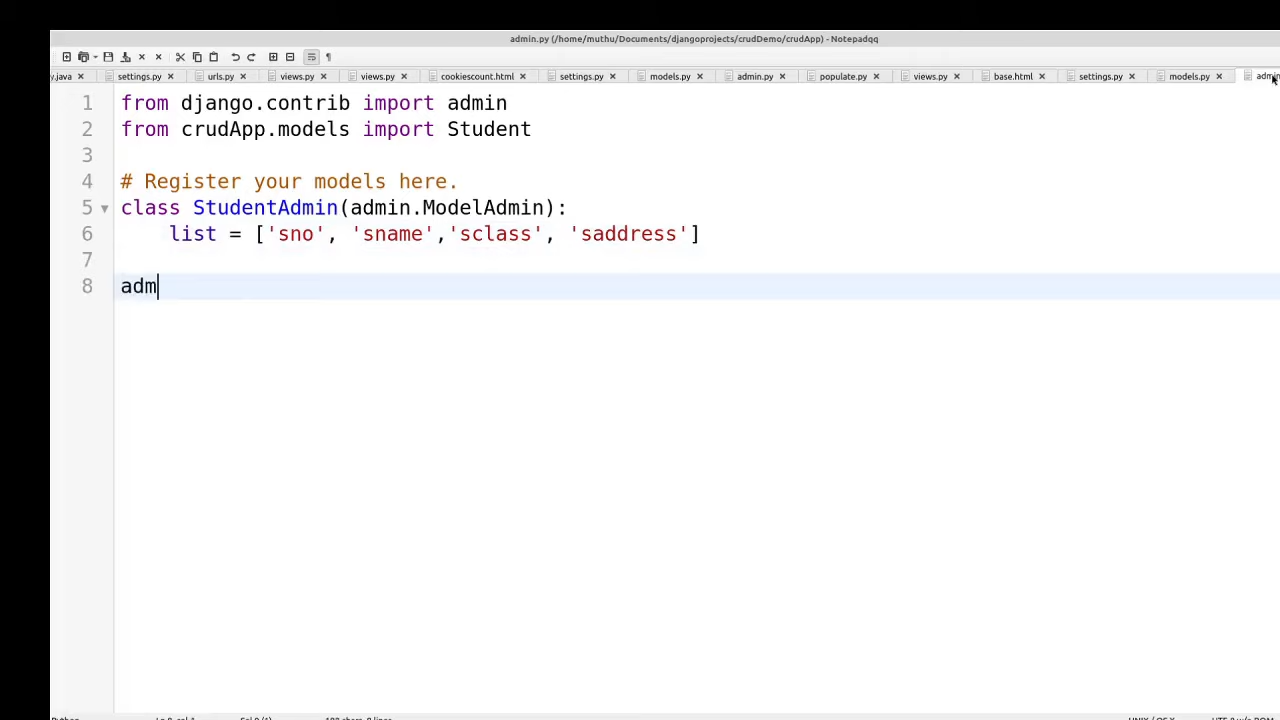 admin.py (/home/muthu/Documents/djangoprojects/crudDemo/crudApp) - Notepadqq
y.java settings.py urls.py views.py views.py cookiescount.html settings.py models.py admin.py populate.py views.py base.html settings.py models.py admin
1 from django.contrib import admin
2 from crudApp.models import Student
3
4 # Register your models here.
5 class StudentAdmin(admin.ModelAdmin):
6 list = ['sno', 'sname','sclass', 'saddress']
7
8 adm